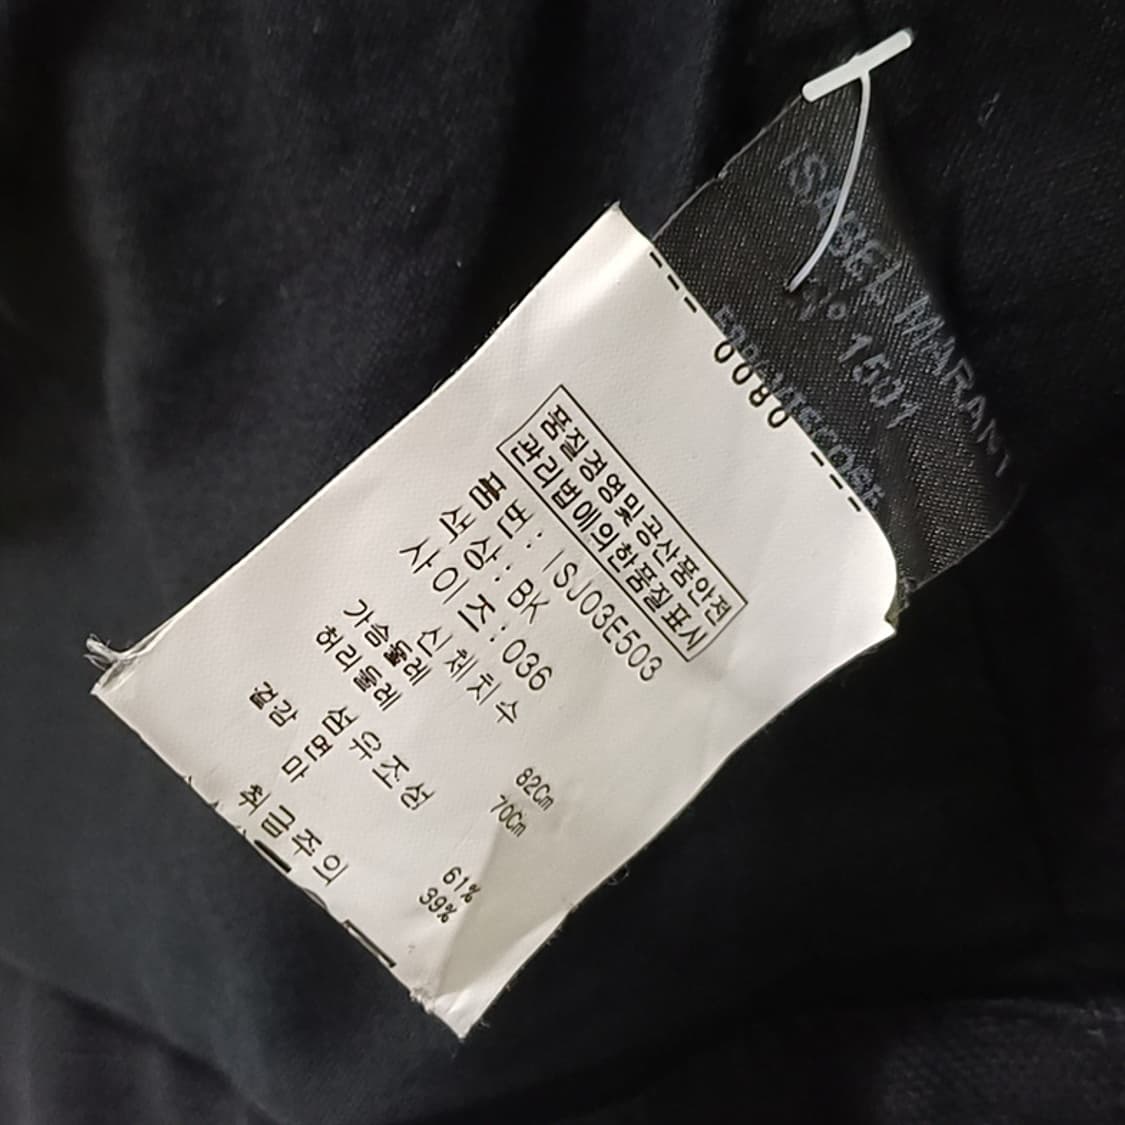 ISABEL MARANT
N° 1501
0080
품질경영및공산품안전
관리법에의한품질표시
품번: ISJ03E503
색상: BK
사이즈: 036
신체치수
가슴둘레 82Cm
허리둘레 70Cm
섬유조성
겉감 면 61%
마 39%
취급주의